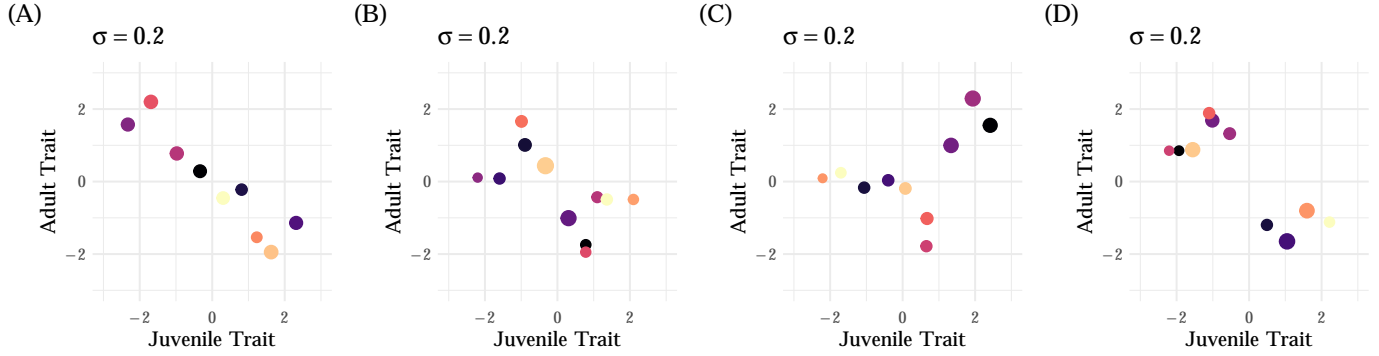 (A)
σ = 0.2
Adult Trait
2
0
−2
−2 0 2
Juvenile Trait
(B)
σ = 0.2
Adult Trait
2
0
−2
−2 0 2
Juvenile Trait
(C)
σ = 0.2
Adult Trait
2
0
−2
−2 0 2
Juvenile Trait
(D)
σ = 0.2
Adult Trait
2
0
−2
−2 0 2
Juvenile Trait